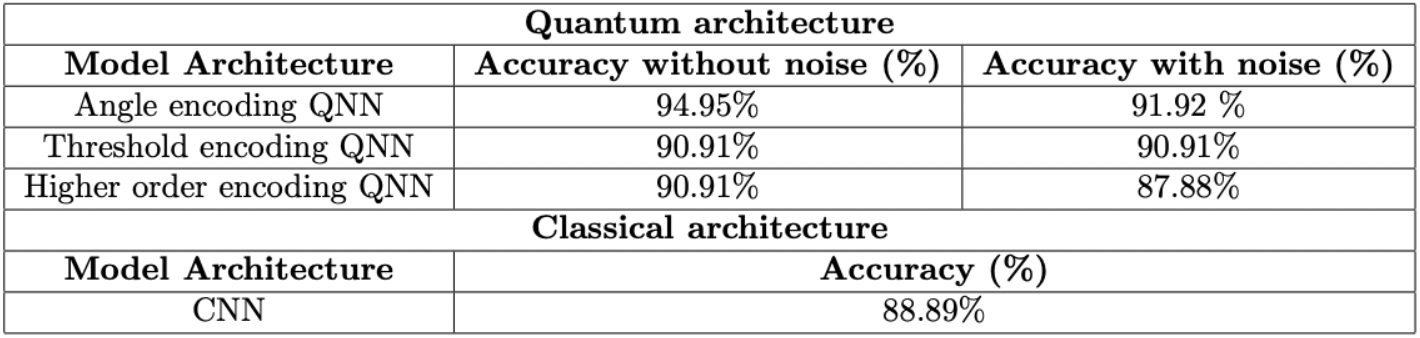 Quantum architecture
Model Architecture Accuracy without noise (%) Accuracy with noise (%)
Angle encoding QNN 94.95% 91.92 %
Threshold encoding QNN 90.91% 90.91%
Higher order encoding QNN 90.91% 87.88%
Classical architecture
Model Architecture Accuracy (%)
CNN 88.89%